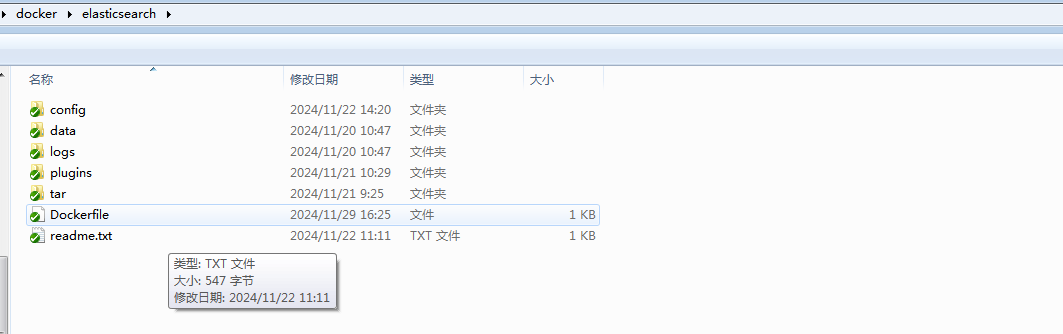 docker elasticsearch
名称 修改日期 类型 大小
config 2024/11/22 14:20 文件夹
data 2024/11/20 10:47 文件夹
logs 2024/11/20 10:47 文件夹
plugins 2024/11/21 10:29 文件夹
tar 2024/11/21 9:25 文件夹
Dockerfile 2024/11/29 16:25 文件 1 KB
readme.txt 2024/11/22 11:11 TXT 文件 1 KB
类型: TXT 文件
大小: 547 字节
修改日期: 2024/11/22 11:11